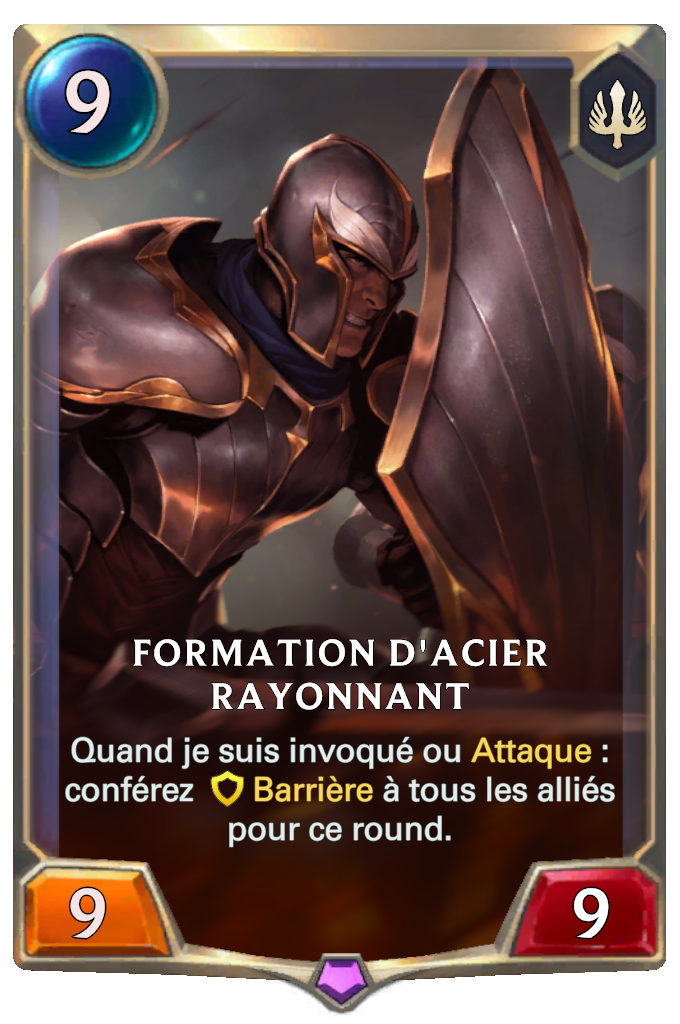 9
FORMATION D'ACIER
RAYONNANT
Quand je suis invoqué ou Attaque :
conférez Barrière à tous les alliés
pour ce round.
9
9